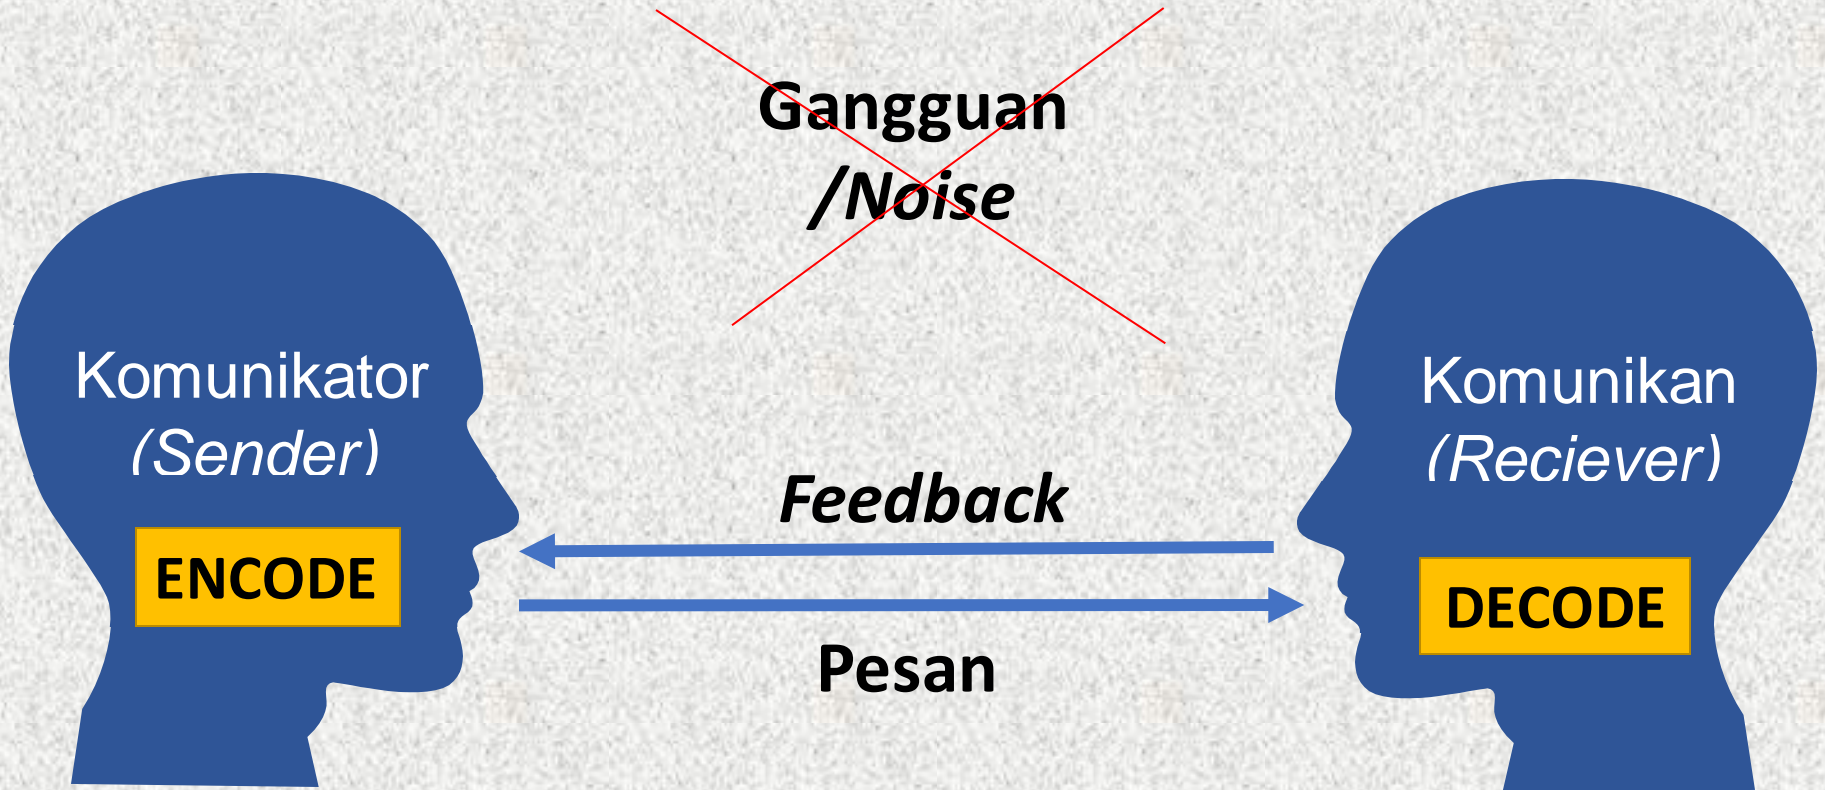 Gangguan
/Noise
Komunikator
(Sender)
Komunikan
(Reciever)
Feedback
ENCODE
DECODE
Pesan